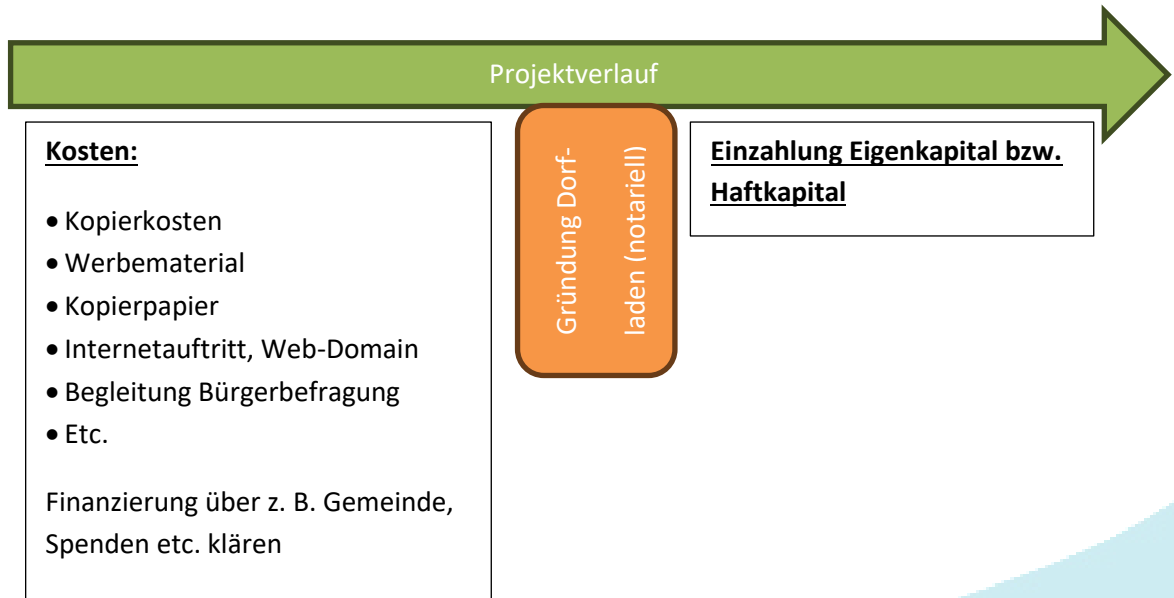 Projektverlauf
Kosten:
• Kopierkosten
• Werbematerial
• Kopierpapier
• Internetauftritt, Web-Domain
• Begleitung Bürgerbefragung
• Etc.
Finanzierung über z. B. Gemeinde,
Spenden etc. klären
Gründung Dorf-
laden (notariell)
Einzahlung Eigenkapital bzw.
Haftkapital